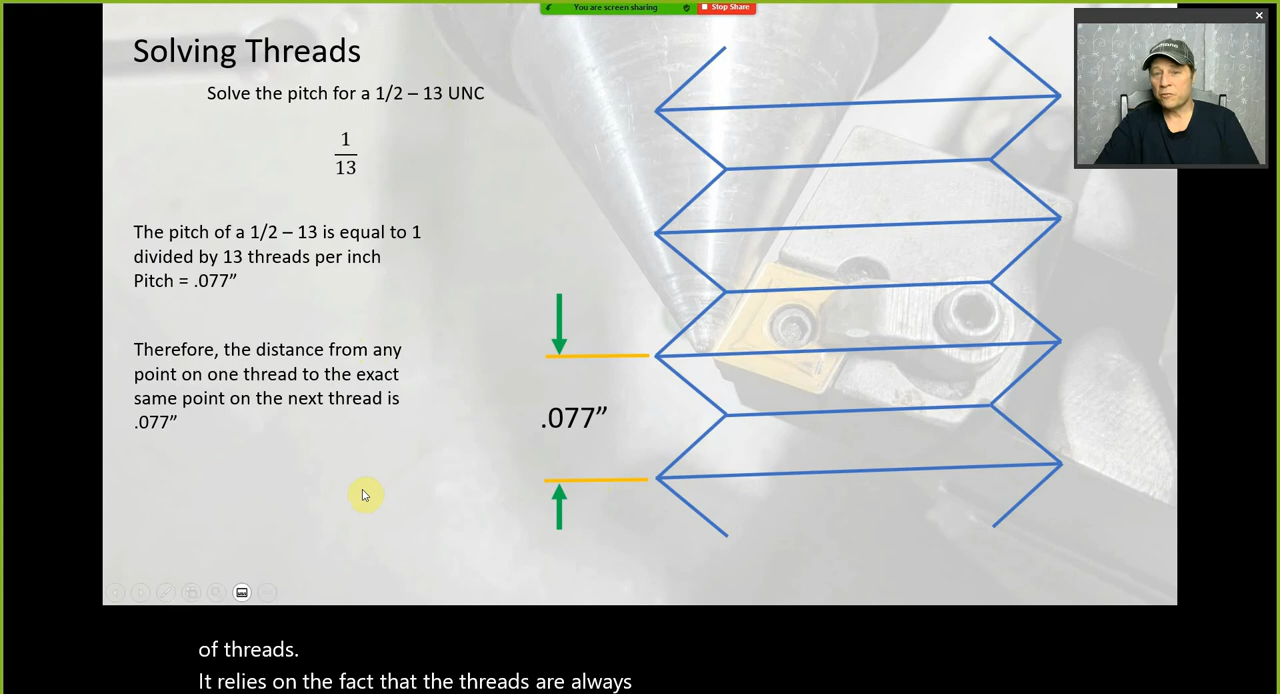 You are screen sharing
Stop Share
Solving Threads
Solve the pitch for a 1/2 – 13 UNC
1
13
The pitch of a 1/2 – 13 is equal to 1
divided by 13 threads per inch
Pitch = .077”
Therefore, the distance from any
point on one thread to the exact
same point on the next thread is
.077”
.077”
of threads.
It relies on the fact that the threads are always